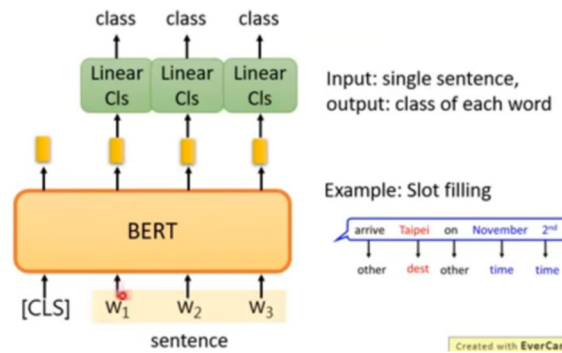 class class class
Linear Cls Linear Cls Linear Cls
BERT
[CLS] w1 w2 w3
sentence
Input: single sentence,
output: class of each word
Example: Slot filling
arrive Taipei on November 2nd
other dest other time time
Created with EverCa